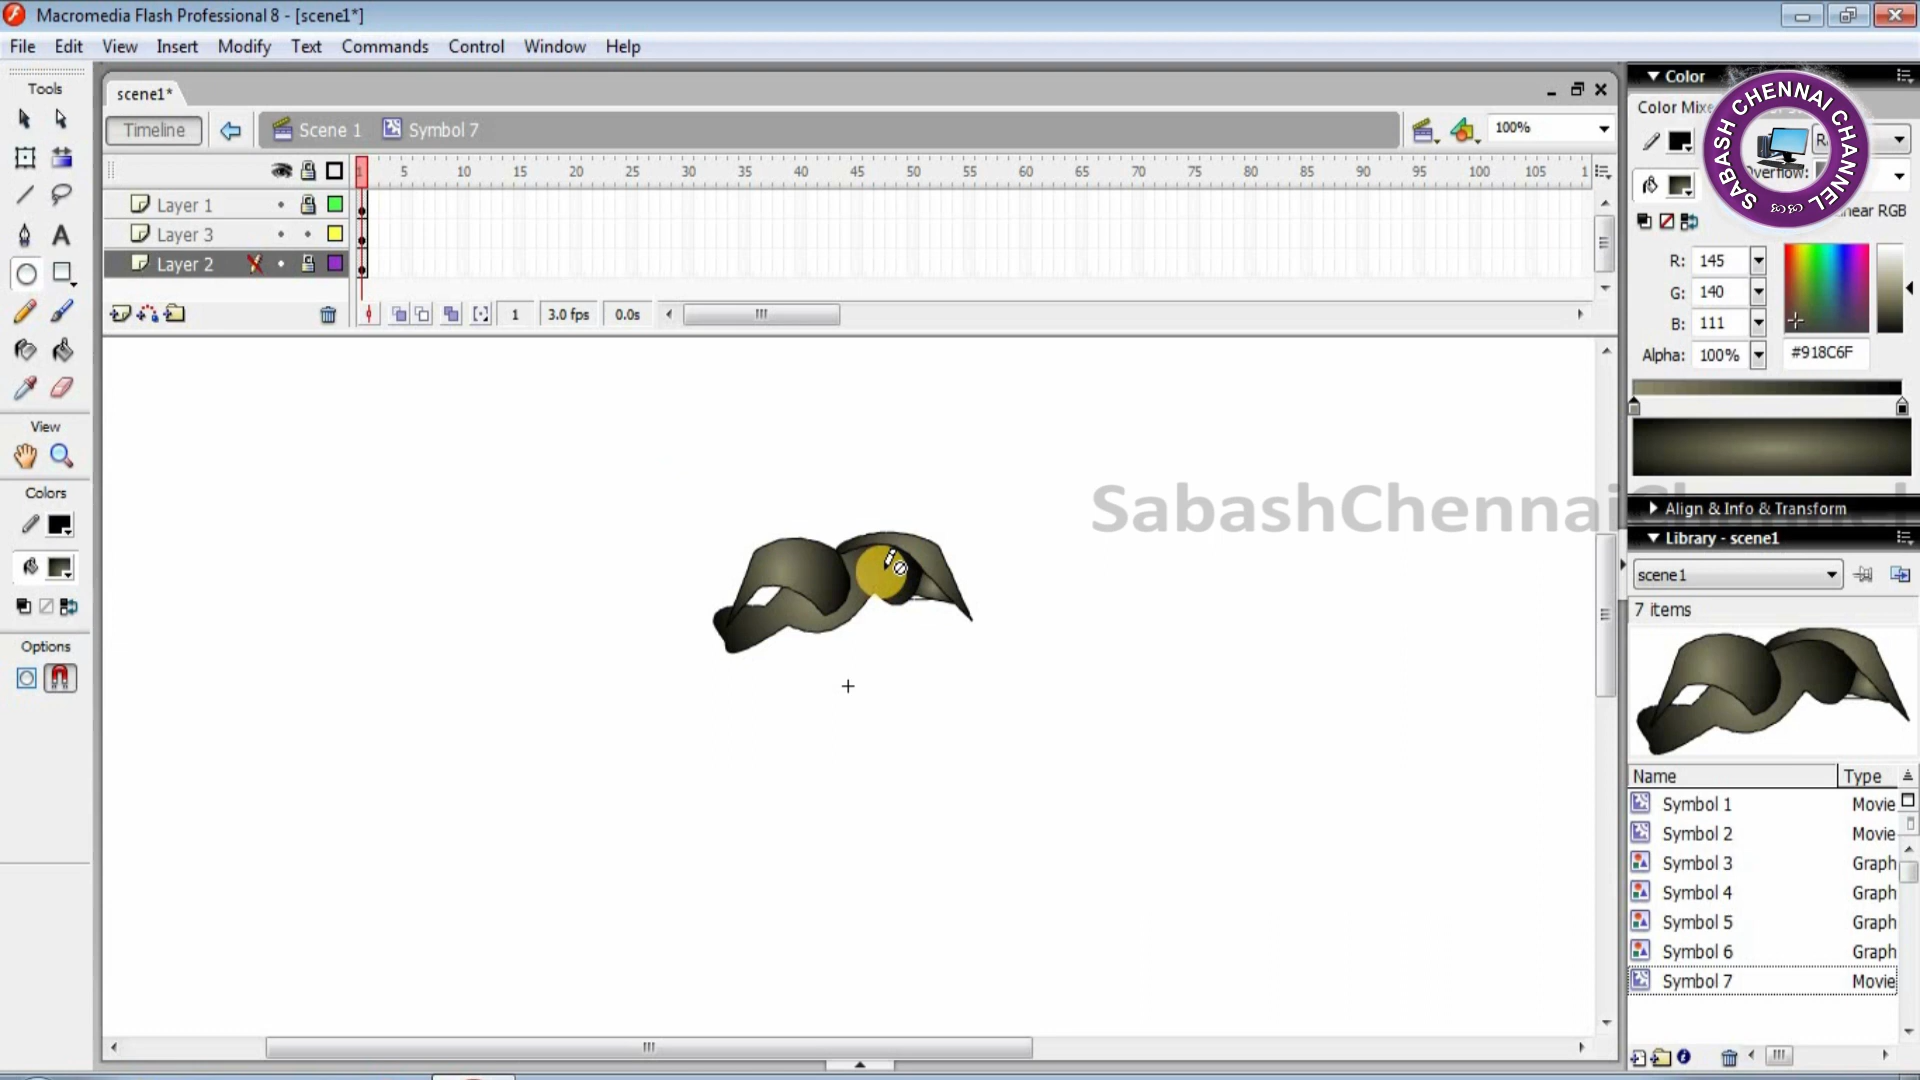 Macromedia Flash Professional 8 - [scene1*]
File Edit View Insert Modify Text Commands Control Window Help
Tools
scene1*
Timeline Scene 1 Symbol 7 100%
1 5 10 15 20 25 30 35 40 45 50 55 60 65 70 75 80 85 90 95 100 105 1
Layer 1
Layer 3
Layer 2
1 3.0 fps 0.0s
View
Colors
Options
SabashChennai
Color
Color Mix
SABASH CHENNAI CHANNEL
R
Overflow:
near RGB
R: 145
G: 140
B: 111
Alpha: 100% #918C6F
Align & Info & Transform
Library - scene1
scene1
7 items
Name Type
Symbol 1 Movie
Symbol 2 Movie
Symbol 3 Graph
Symbol 4 Graph
Symbol 5 Graph
Symbol 6 Graph
Symbol 7 Movie